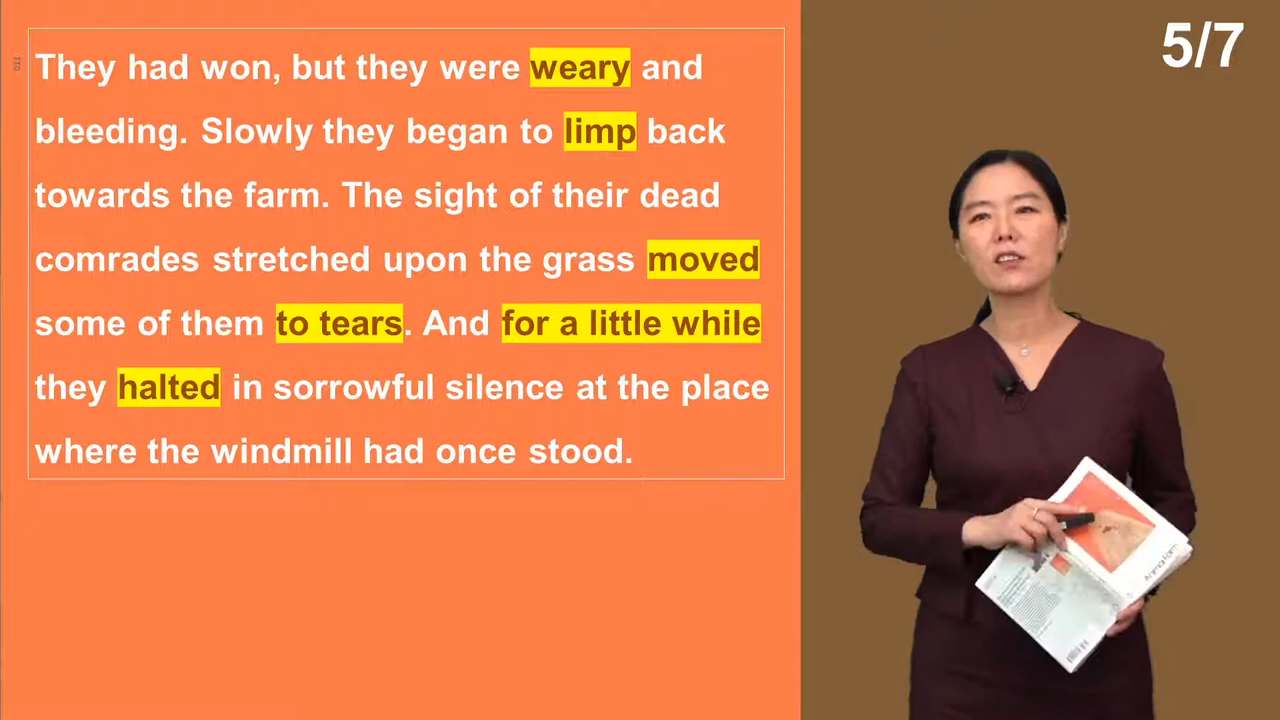 They had won, but they were weary and
bleeding. Slowly they began to limp back
towards the farm. The sight of their dead
comrades stretched upon the grass moved
some of them to tears. And for a little while
they halted in sorrowful silence at the place
where the windmill had once stood.
5/7